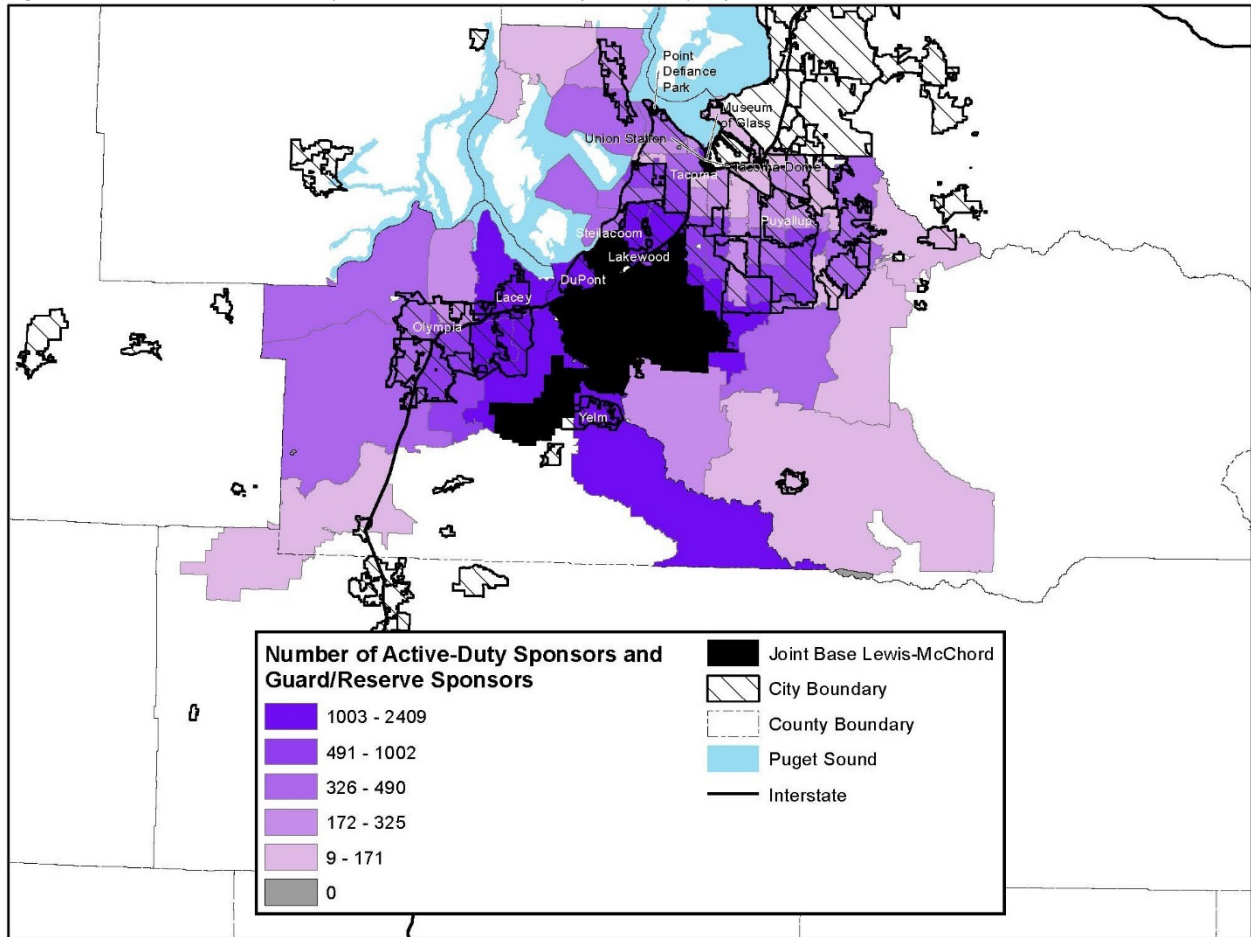 Point
Defiance
Park
Museum
of Glass
Union Station
Tacoma Dome
Tacoma
Puyallup
Steilacoom
Lakewood
DuPont
Lacey
Olympia
Yelm
Number of Active-Duty Sponsors and
Guard/Reserve Sponsors
1003 - 2409
491 - 1002
326 - 490
172 - 325
9 - 171
0
Joint Base Lewis-McChord
City Boundary
County Boundary
Puget Sound
Interstate